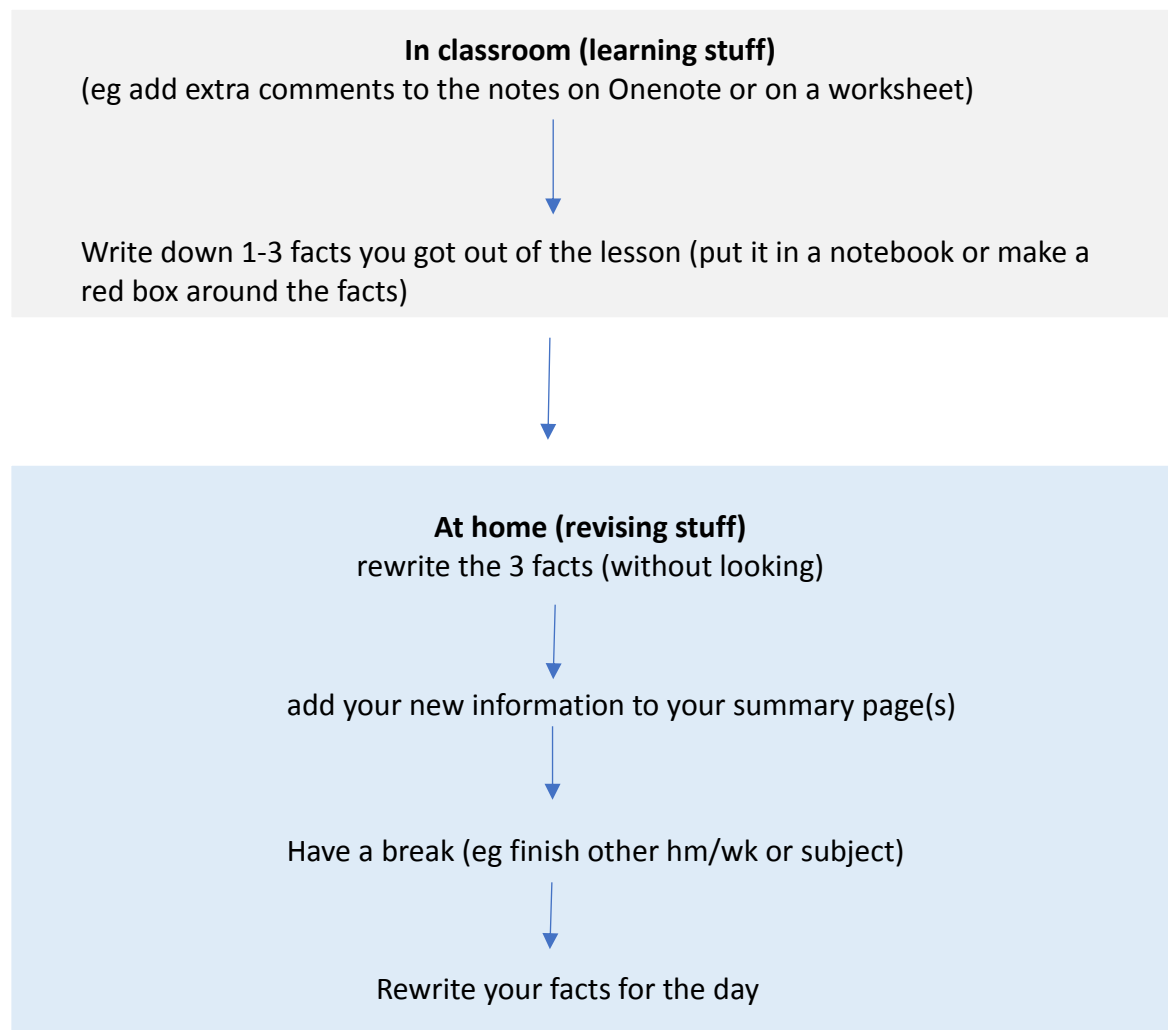 In classroom (learning stuff)
(eg add extra comments to the notes on Onenote or on a worksheet)
Write down 1-3 facts you got out of the lesson (put it in a notebook or make a
red box around the facts)
At home (revising stuff)
rewrite the 3 facts (without looking)
add your new information to your summary page(s)
Have a break (eg finish other hm/wk or subject)
Rewrite your facts for the day